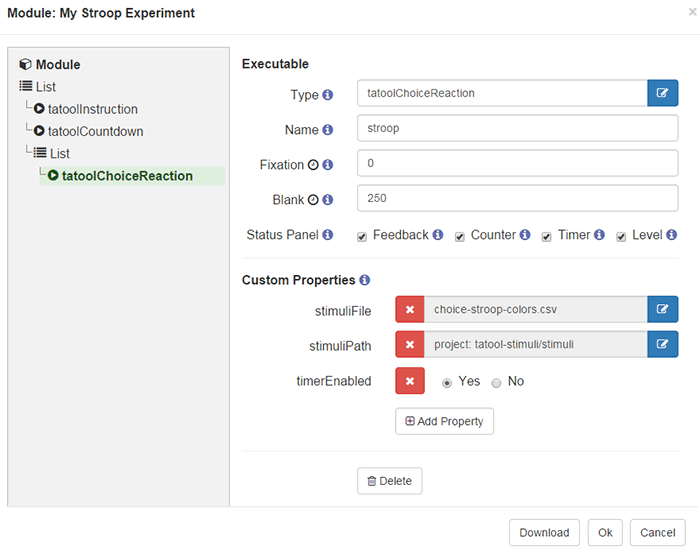 Module: My Stroop Experiment
×
Module
List
tatoolInstruction
tatoolCountdown
List
tatoolChoiceReaction
Executable
Type tatoolChoiceReaction
Name stroop
Fixation 0
Blank 250
Status Panel Feedback Counter Timer Level
Custom Properties
stimuliFile choice-stroop-colors.csv
stimuliPath project: tatool-stimuli/stimuli
timerEnabled Yes No
Add Property
Delete
Download Ok Cancel